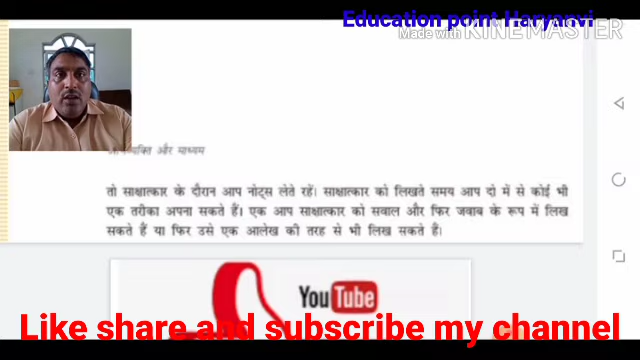 Education point Haryanvi
Made with KINEMASTER
अभिव्यक्ति और माध्यम
तो साक्षात्कार के दौरान आप नोट्स लेते रहें। साक्षात्कार को लिखते समय आप दो में से कोई भी
एक तरीका अपना सकते हैं। एक आप साक्षात्कार को सवाल और फिर जवाब के रूप में लिख
सकते हैं या फिर उसे एक आलेख की तरह से भी लिख सकते हैं।
YouTube
Like share and subscribe my channel